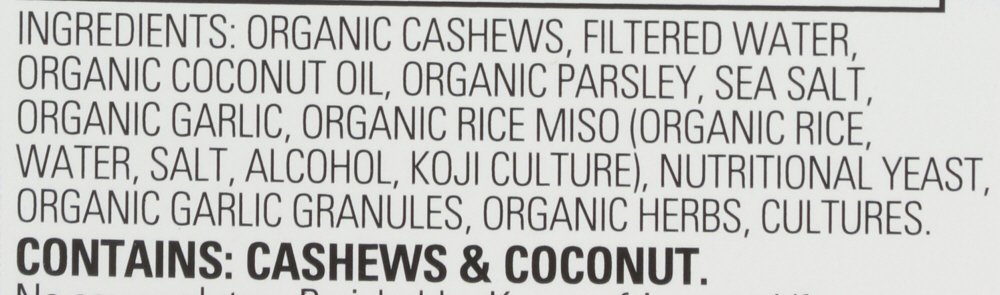 INGREDIENTS: ORGANIC CASHEWS, FILTERED WATER,
ORGANIC COCONUT OIL, ORGANIC PARSLEY, SEA SALT,
ORGANIC GARLIC, ORGANIC RICE MISO (ORGANIC RICE,
WATER, SALT, ALCOHOL, KOJI CULTURE), NUTRITIONAL YEAST,
ORGANIC GARLIC GRANULES, ORGANIC HERBS, CULTURES.
CONTAINS: CASHEWS & COCONUT.